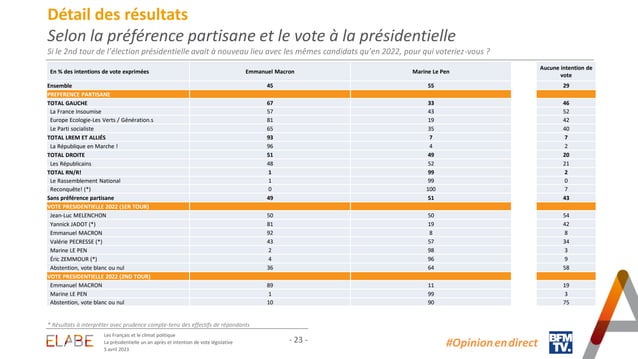 Détail des résultats
Selon la préférence partisane et le vote à la présidentielle
Si le 2nd tour de l'élection présidentielle avait à nouveau lieu avec les mêmes candidats qu'en 2022, pour qui voteriez-vous ?
En % des intentions de vote exprimées Emmanuel Macron Marine Le Pen Aucune intention de vote
Ensemble 45 55 29
PREFERENCE PARTISANE
TOTAL GAUCHE 67 33 46
La France Insoumise 57 43 52
Europe Ecologie-Les Verts / Génération.s 81 19 42
Le Parti socialiste 65 35 40
TOTAL LREM ET ALLIÉS 93 7 7
La République en Marche ! 96 4 2
TOTAL DROITE 51 49 20
Les Républicains 48 52 21
TOTAL RN/R! 1 99 2
Le Rassemblement National 1 99 0
Reconquête! (*) 0 100 7
Sans préférence partisane 49 51 43
VOTE PRESIDENTIELLE 2022 (1ER TOUR)
Jean-Luc MELENCHON 50 50 54
Yannick JADOT (*) 81 19 42
Emmanuel MACRON 92 8 8
Valérie PECRESSE (*) 43 57 34
Marine LE PEN 2 98 3
Éric ZEMMOUR (*) 4 96 9
Abstention, vote blanc ou nul 36 64 58
VOTE PRESIDENTIELLE 2022 (2ND TOUR)
Emmanuel MACRON 89 11 19
Marine LE PEN 1 99 3
Abstention, vote blanc ou nul 10 90 75
* Résultats à interpréter avec prudence compte-tenu des effectifs de répondants
ELABE
Les Français et le climat politique
La présidentielle un an après et intention de vote législative
5 avril 2023
- 23 -
#Opinionendirect
BFM
TV.